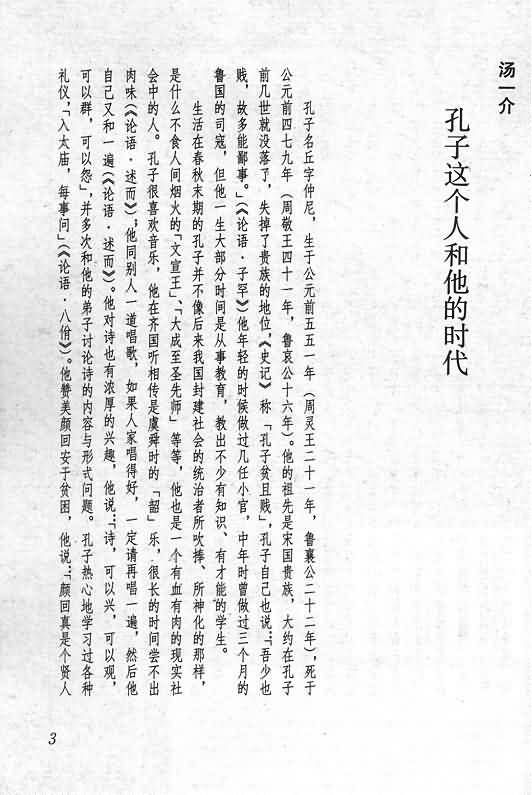 汤一介
孔子这个人和他的时代
孔子名丘字仲尼，生于公元前五五一年（周灵王二十一年，鲁襄公二十二年），死于
公元前四七九年（周敬王四十一年，鲁哀公十六年）。他的祖先是宋国贵族，大约在孔子
前几世就没落了，失掉了贵族的地位，《史记》称「孔子贫且贱」，孔子自己也说：「吾少也
贱，故多能鄙事。」（《论语·子罕》）他年轻的时候做过几任小官，中年时曾做过三个月的
鲁国的司寇，但他一生大部分时间是从事教育，教出不少有知识、有才能的学生。
生活在春秋末期的孔子并不像后来我国封建社会的统治者所吹捧、所神化的那样，
是什么不食人间烟火的「文宣王」、「大成至圣先师」等等，他也是一个有血有肉的现实社
会中的人。孔子很喜欢音乐，他在齐国听相传是虞舜时的「韶」乐，很长的时间尝不出
肉味（《论语·述而》）；他同别人一道唱歌，如果人家唱得好，一定请再唱一遍，然后他
自己又和一遍（《论语·述而》）。他对诗也有浓厚的兴趣，他说：「诗，可以兴，可以观，
可以群，可以怨」，并多次和他的弟子讨论诗的内容与形式问题。孔子热心地学习过各种
礼仪，「入太庙，每事问」（《论语·八佾》）。他赞美颜回安于贫困，他说：「颜回真是个贤人
3